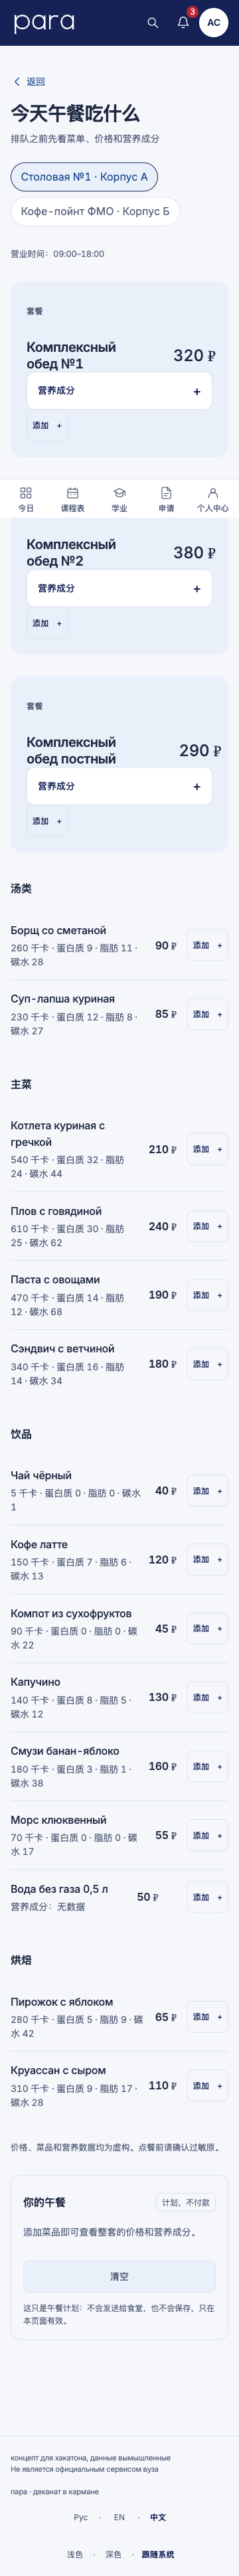 para
3
AC
返回
今天午餐吃什么
排队之前先看菜单、价格和营养成分
Столовая №1 · Корпус А
Кофе-пойнт ФМО · Корпус Б
营业时间：09:00–18:00
套餐
Комплексный
обед №1
320 ₽
营养成分 +
添加 +
今日 课程表 学业 申请 个人中心
Комплексный
обед №2
380 ₽
营养成分 +
添加 +
套餐
Комплексный
обед постный
290 ₽
营养成分 +
添加 +
汤类
Борщ со сметаной
260 千卡 · 蛋白质 9 · 脂肪 11 ·
碳水 28
90 ₽
添加 +
Суп-лапша куриная
230 千卡 · 蛋白质 12 · 脂肪 8 ·
碳水 27
85 ₽
添加 +
主菜
Котлета куриная с
гречкой
540 千卡 · 蛋白质 32 · 脂肪
24 · 碳水 44
210 ₽
添加 +
Плов с говядиной
610 千卡 · 蛋白质 30 · 脂肪
25 · 碳水 62
240 ₽
添加 +
Паста с овощами
470 千卡 · 蛋白质 14 · 脂肪
12 · 碳水 68
190 ₽
添加 +
Сэндвич с ветчиной
340 千卡 · 蛋白质 16 · 脂肪
14 · 碳水 34
180 ₽
添加 +
饮品
Чай чёрный
5 千卡 · 蛋白质 0 · 脂肪 0 · 碳水
1
40 ₽
添加 +
Кофе латте
150 千卡 · 蛋白质 7 · 脂肪 6 ·
碳水 13
120 ₽
添加 +
Компот из сухофруктов
90 千卡 · 蛋白质 0 · 脂肪 0 · 碳
水 22
45 ₽
添加 +
Капучино
140 千卡 · 蛋白质 8 · 脂肪 5 ·
碳水 12
130 ₽
添加 +
Смузи банан-яблоко
180 千卡 · 蛋白质 3 · 脂肪 1 ·
碳水 38
160 ₽
添加 +
Морс клюквенный
70 千卡 · 蛋白质 0 · 脂肪 0 · 碳
水 17
55 ₽
添加 +
Вода без газа 0,5 л
营养成分：无数据
50 ₽
添加 +
烘焙
Пирожок с яблоком
280 千卡 · 蛋白质 5 · 脂肪 9 · 碳
水 42
65 ₽
添加 +
Круассан с сыром
310 千卡 · 蛋白质 9 · 脂肪 17 ·
碳水 28
110 ₽
添加 +
价格、菜品和营养数据均为虚构。点餐前请确认过敏原。
你的午餐
计划，不付款
添加菜品即可查看整套的价格和营养成分。
清空
这只是午餐计划：不会发送给食堂，也不会保存，只在
本页面有效。
концепт для хакатона, данные вымышленные
Не является официальным сервисом вуза
пара · деканат в кармане
Рус · EN · 中文
浅色 · 深色 · 跟随系统